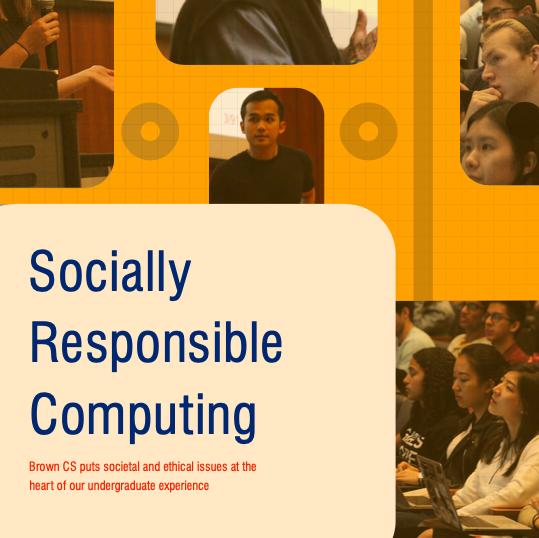 Socially
Responsible
Computing
Brown CS puts societal and ethical issues at the
heart of our undergraduate experience